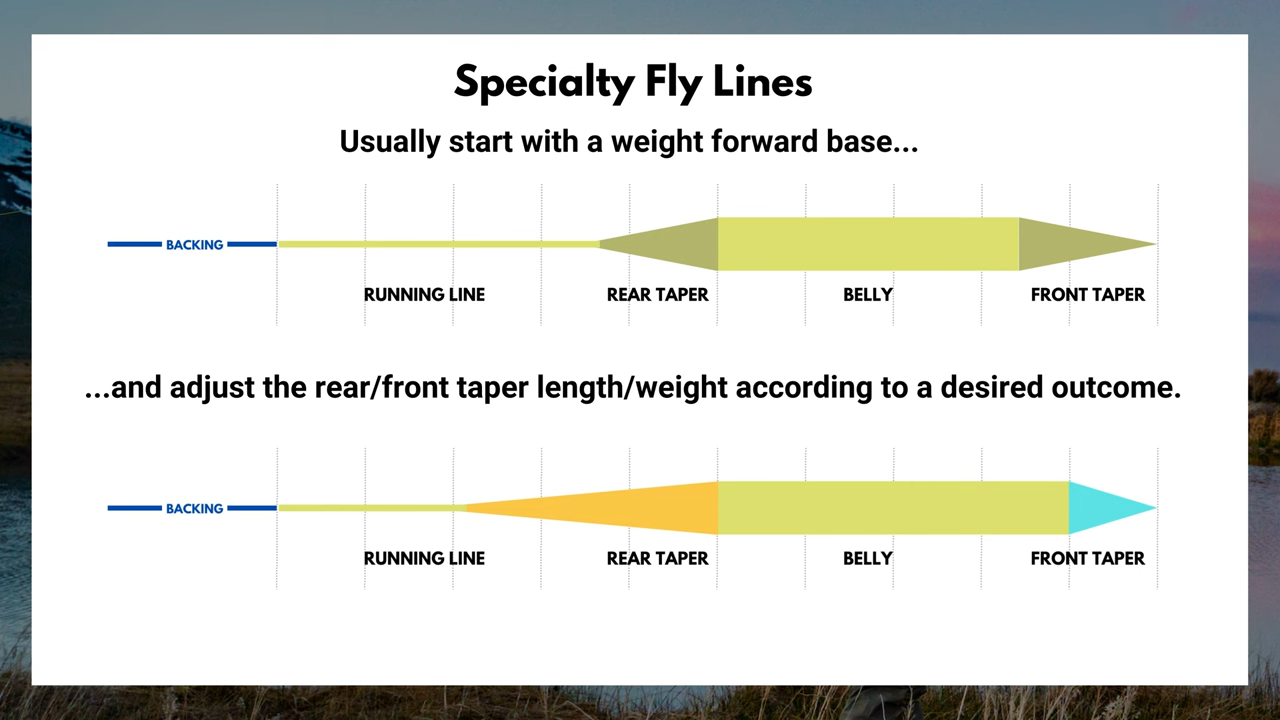 Specialty Fly Lines
Usually start with a weight forward base...
BACKING
RUNNING LINE
REAR TAPER
BELLY
FRONT TAPER
...and adjust the rear/front taper length/weight according to a desired outcome.
BACKING
RUNNING LINE
REAR TAPER
BELLY
FRONT TAPER